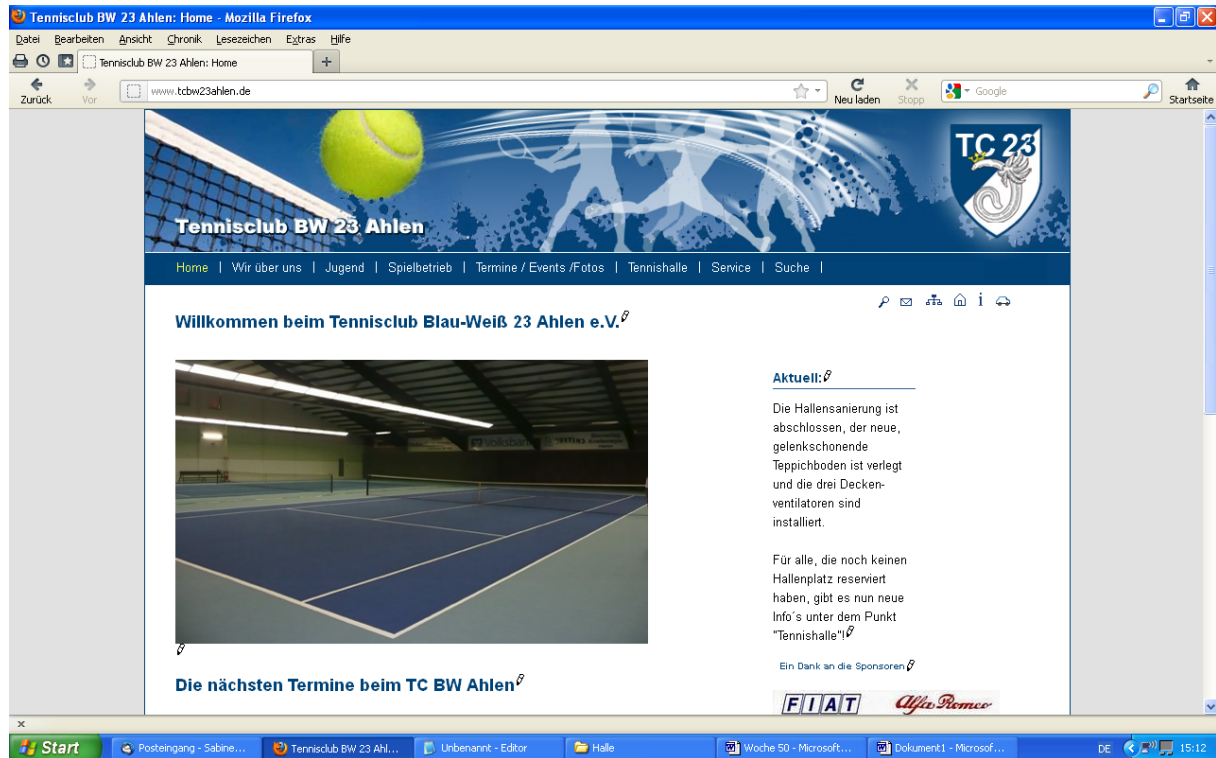 Tennisclub BW 23 Ahlen: Home - Mozilla Firefox
Datei Bearbeiten Ansicht Chronik Lesezeichen Extras Hilfe
Tennisclub BW 23 Ahlen: Home
Zurück Vor www.tcbw23ahlen.de Neu laden Stopp Google Startseite
TC 23
Tennisclub BW 23 Ahlen
Home | Wir über uns | Jugend | Spielbetrieb | Termine / Events /Fotos | Tennishalle | Service | Suche |
Willkommen beim Tennisclub Blau-Weiß 23 Ahlen e.V.
Volksbank
Aktuell:
Die Hallensanierung ist
abschlossen, der neue,
gelenkschonende
Teppichboden ist verlegt
und die drei Decken-
ventilatoren sind
installiert.
Für alle, die noch keinen
Hallenplatz reserviert
haben, gibt es nun neue
Info´s unter dem Punkt
"Tennishalle"!
Ein Dank an die Sponsoren
FIAT Alfa Romeo
Die nächsten Termine beim TC BW Ahlen
x
Start Posteingang - Sabine... Tennisclub BW 23 Ahl... Unbenannt - Editor Halle Woche 50 - Microsoft... Dokument1 - Microsof... DE 15:12